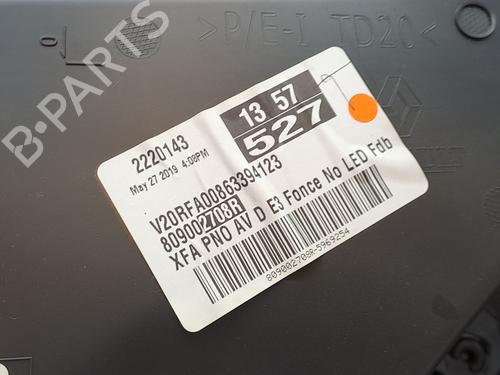 >P/E-I TD20<
13 57
527
2220143
May 27 2019 4:08PM
V20RFA00863394123
809002708R
XFA PNO AV D E3 Fonce No LED Fdb
809002708R-5969254
B-PARTS